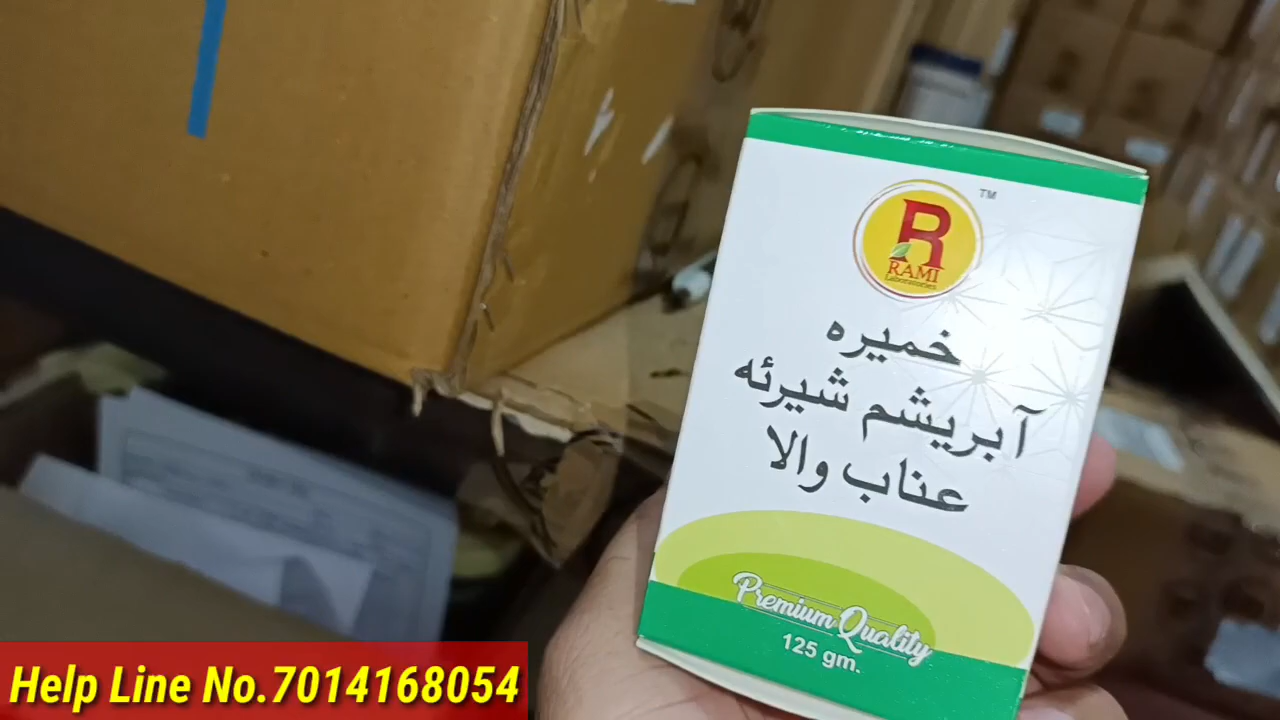 TM
R
RAMI
Laboratories
خمیرہ
آبریشم شیرئہ
عناب والا
Premium Quality
125 gm.
Help Line No.7014168054